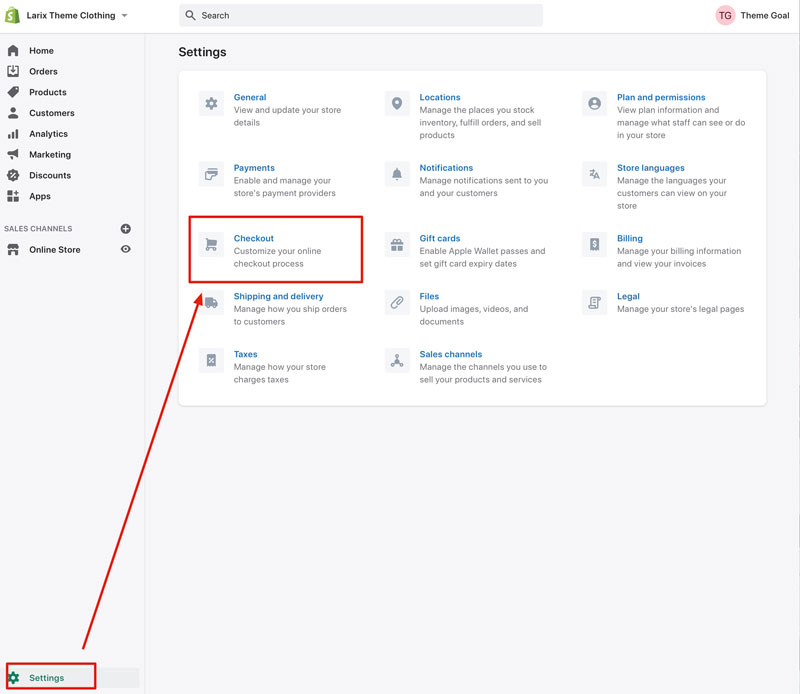 Larix Theme Clothing
Search
TG
Theme Goal
Home
Orders
Products
Customers
Analytics
Marketing
Discounts
Apps
SALES CHANNELS
Online Store
Settings
Settings
General
View and update your store
details
Locations
Manage the places you stock
inventory, fulfill orders, and sell
products
Plan and permissions
View plan information and
manage what staff can see or do
in your store
Payments
Enable and manage your
store's payment providers
Notifications
Manage notifications sent to you
and your customers
Store languages
Manage the languages your
customers can view on your
store
Checkout
Customize your online
checkout process
Gift cards
Enable Apple Wallet passes and
set gift card expiry dates
Billing
Manage your billing information
and view your invoices
Shipping and delivery
Manage how you ship orders
to customers
Files
Upload images, videos, and
documents
Legal
Manage your store's legal pages
Taxes
Manage how your store
charges taxes
Sales channels
Manage the channels you use to
sell your products and services